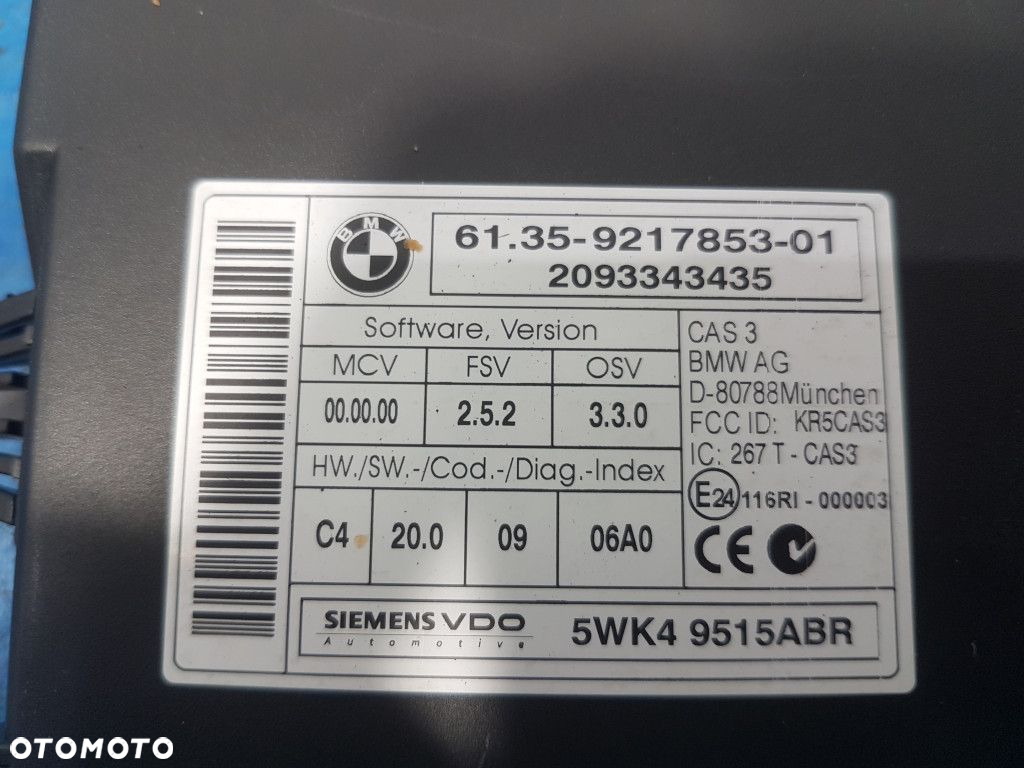 BMW
61.35-9217853-01
2093343435
Software, Version
MCV FSV OSV
00.00.00 2.5.2 3.3.0
HW./SW.-/Cod.-/Diag.-Index
C4 20.0 09 06A0
CAS 3
BMW AG
D-80788München
FCC ID: KR5CAS3
IC: 267 T - CAS3
E24 116RI - 000003
CE
SIEMENS VDO
Automotive
5WK4 9515ABR
OTOMOTO